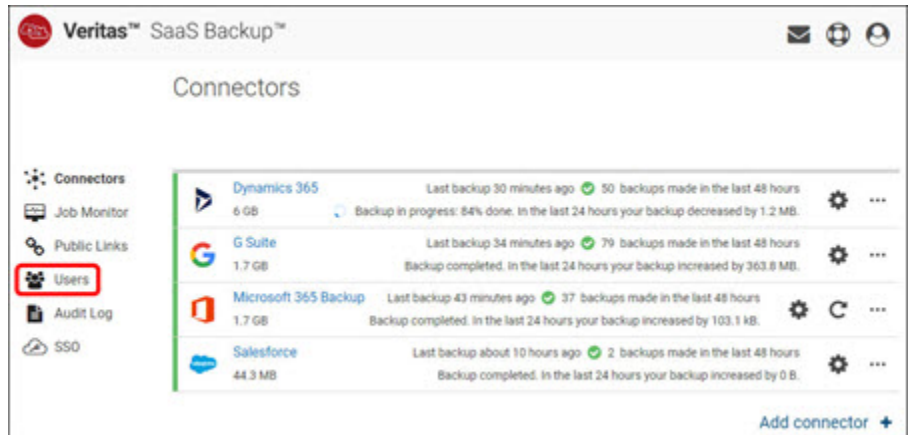 Veritas™ SaaS Backup™
Connectors
Connectors
Job Monitor
Public Links
Users
Audit Log
SSO
Dynamics 365 Last backup 30 minutes ago 50 backups made in the last 48 hours
6 GB Backup in progress: 84% done. In the last 24 hours your backup decreased by 1.2 MB.
G Suite Last backup 34 minutes ago 79 backups made in the last 48 hours
1.7 GB Backup completed. In the last 24 hours your backup increased by 363.8 MB.
Microsoft 365 Backup Last backup 43 minutes ago 37 backups made in the last 48 hours
1.7 GB Backup completed. In the last 24 hours your backup increased by 103.1 kB.
Salesforce Last backup about 10 hours ago 2 backups made in the last 48 hours
44.3 MB Backup completed. In the last 24 hours your backup increased by 0 B.
Add connector +